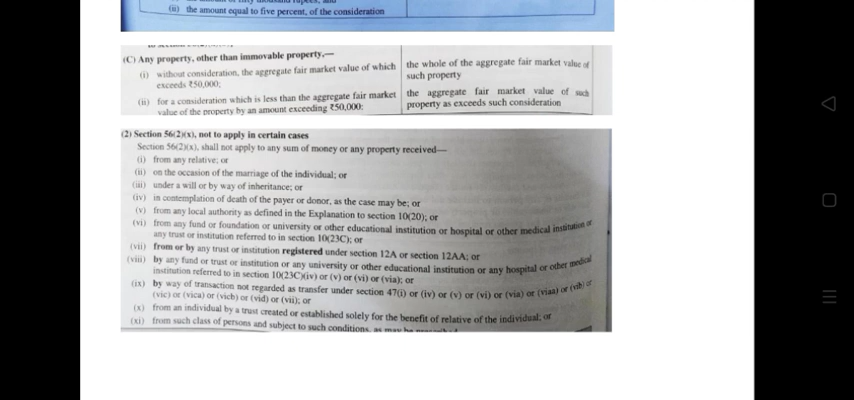 (ii) the amount equal to five percent, of the consideration
(C) Any property, other than immovable property,—
(i) without consideration, the aggregate fair market value of which exceeds ₹50,000;
the whole of the aggregate fair market value of such property
(ii) for a consideration which is less than the aggregate fair market value of the property by an amount exceeding ₹50,000:
the aggregate fair market value of such property as exceeds such consideration
(2) Section 56(2)(x), not to apply in certain cases
Section 56(2)(x), shall not apply to any sum of money or any property received—
(i) from any relative; or
(ii) on the occasion of the marriage of the individual; or
(iii) under a will or by way of inheritance; or
(iv) in contemplation of death of the payer or donor, as the case may be; or
(v) from any local authority as defined in the Explanation to section 10(20); or
(vi) from any fund or foundation or university or other educational institution or hospital or other medical institution or
any trust or institution referred to in section 10(23C); or
(vii) from or by any trust or institution registered under section 12A or section 12AA; or
(viii) by any fund or trust or institution or any university or other educational institution or any hospital or other medical
institution referred to in section 10(23C)(iv) or (v) or (vi) or (via); or
(ix) by way of transaction not regarded as transfer under section 47(i) or (iv) or (v) or (vi) or (via) or (viaa) or (vib) or
(vic) or (vica) or (vicb) or (vid) or (vii); or
(x) from an individual by a trust created or established solely for the benefit of relative of the individual; or
(xi) from such class of persons and subject to such conditions, as may be